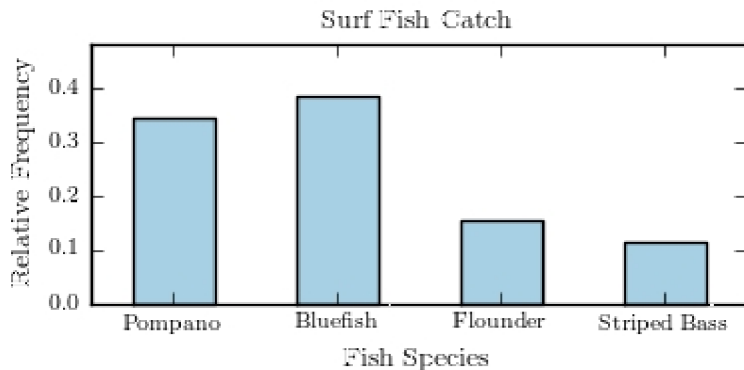 Surf Fish Catch
Relative Frequency
0.4
0.3
0.2
0.1
0.0
Pompano Bluefish Flounder Striped Bass
Fish Species